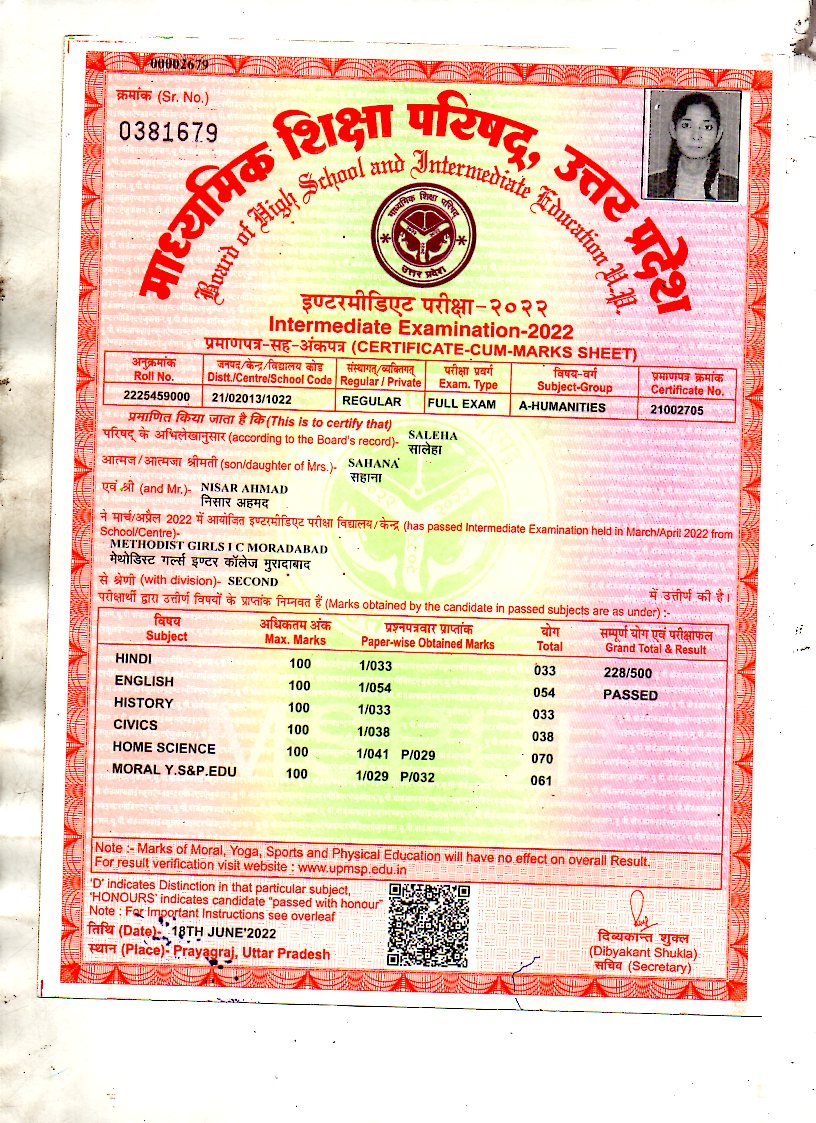 00002679
क्रमांक (Sr. No.)
0381679
माध्यमिक शिक्षा परिषद्, उत्तर प्रदेश
Board of High School and Intermediate Education U.P.
माध्यमिक शिक्षा परिषद
उत्तर प्रदेश
इण्टरमीडिएट परीक्षा-२०२२
Intermediate Examination-2022
प्रमाणपत्र-सह-अंकपत्र (CERTIFICATE-CUM-MARKS SHEET)
अनुक्रमांक जनपद/केन्द्र/विद्यालय कोड संस्थागत/व्यक्तिगत परीक्षा प्रवर्ग विषय-वर्ग प्रमाणपत्र क्रमांक
Roll No. Distt./Centre/School Code Regular / Private Exam. Type Subject-Group Certificate No.
2225459000 21/02013/1022 REGULAR FULL EXAM A-HUMANITIES 21002705
प्रमाणित किया जाता है कि (This is to certify that)
परिषद् के अभिलेखानुसार (according to the Board's record)- SALEHA
सालेहा
आत्मज/आत्मजा श्रीमती (son/daughter of Mrs.)- SAHANA
सहाना
एवं श्री (and Mr.)- NISAR AHMAD
निसार अहमद
ने मार्च/अप्रैल 2022 में आयोजित इण्टरमीडिएट परीक्षा विद्यालय/केन्द्र (has passed Intermediate Examination held in March/April 2022 from
School/Centre)-
METHODIST GIRLS I C MORADABAD
मेथोडिस्ट गर्ल्स इण्टर कॉलेज मुरादाबाद
से श्रेणी (with division)- SECOND में उत्तीर्ण की है।
परीक्षार्थी द्वारा उत्तीर्ण विषयों के प्राप्तांक निम्नवत हैं (Marks obtained by the candidate in passed subjects are as under) :-
विषय अधिकतम अंक प्रश्नपत्रवार प्राप्तांक योग सम्पूर्ण योग एवं परीक्षाफल
Subject Max. Marks Paper-wise Obtained Marks Total Grand Total & Result
HINDI 100 1/033 033 228/500
ENGLISH 100 1/054 054 PASSED
HISTORY 100 1/033 033
CIVICS 100 1/038 038
HOME SCIENCE 100 1/041 P/029 070
MORAL Y.S&P.EDU 100 1/029 P/032 061
Note :- Marks of Moral, Yoga, Sports and Physical Education will have no effect on overall Result.
For result verification visit website : www.upmsp.edu.in
'D' indicates Distinction in that particular subject,
'HONOURS' indicates candidate "passed with honour"
Note : For Important Instructions see overleaf
तिथि (Date)- 18TH JUNE'2022
स्थान (Place)- Prayagraj, Uttar Pradesh
दिव्यकान्त शुक्ल
(Dibyakant Shukla)
सचिव (Secretary)